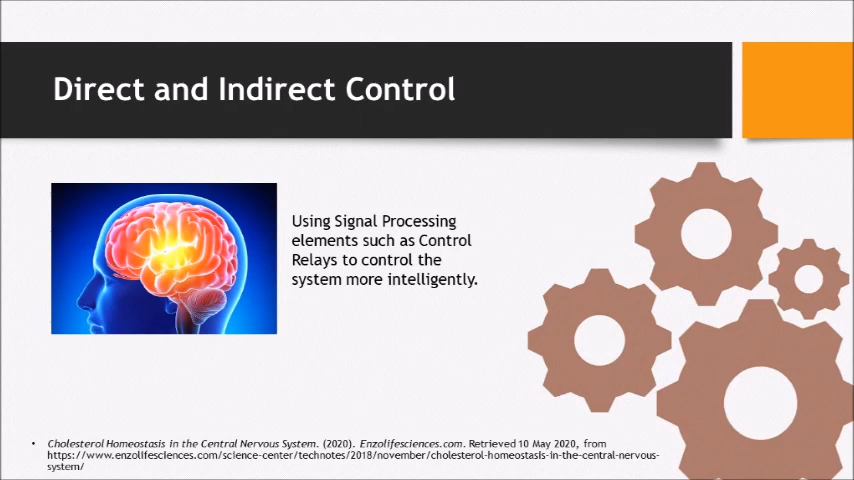 Direct and Indirect Control
Using Signal Processing
elements such as Control
Relays to control the
system more intelligently.
• Cholesterol Homeostasis in the Central Nervous System. (2020). Enzolifesciences.com. Retrieved 10 May 2020, from
https://www.enzolifesciences.com/science-center/technotes/2018/november/cholesterol-homeostasis-in-the-central-nervous-
system/